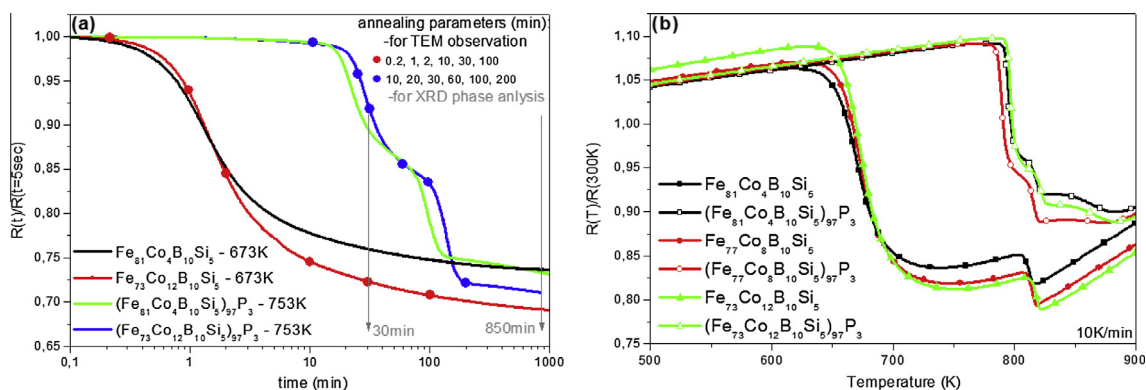 (a)
annealing parameters (min)
-for TEM observation
0.2, 1, 2, 10, 30, 100
10, 20, 30, 60, 100, 200
-for XRD phase anlysis
R(t)/R(t=5sec)
1,00
0,95
0,90
0,85
0,80
0,75
0,70
0,65
Fe₈₁Co₄B₁₀Si₅ - 673K
Fe₇₃Co₁₂B₁₀Si₅ - 673K
(Fe₈₁Co₄B₁₀Si₅)₉₇P₃ - 753K
(Fe₇₃Co₁₂B₁₀Si₅)₉₇P₃ - 753K
30min
850min
0,1 1 10 100 1000
time (min)
(b)
R(T)/R(300K)
1,10
1,05
1,00
0,95
0,90
0,85
0,80
0,75
Fe₈₁Co₄B₁₀Si₅
(Fe₈₁Co₄B₁₀Si₅)₉₇P₃
Fe₇₇Co₈B₁₀Si₅
(Fe₇₇Co₈B₁₀Si₅)₉₇P₃
Fe₇₃Co₁₂B₁₀Si₅
(Fe₇₃Co₁₂B₁₀Si₅)₉₇P₃
10K/min
500 600 700 800 900
Temperature (K)